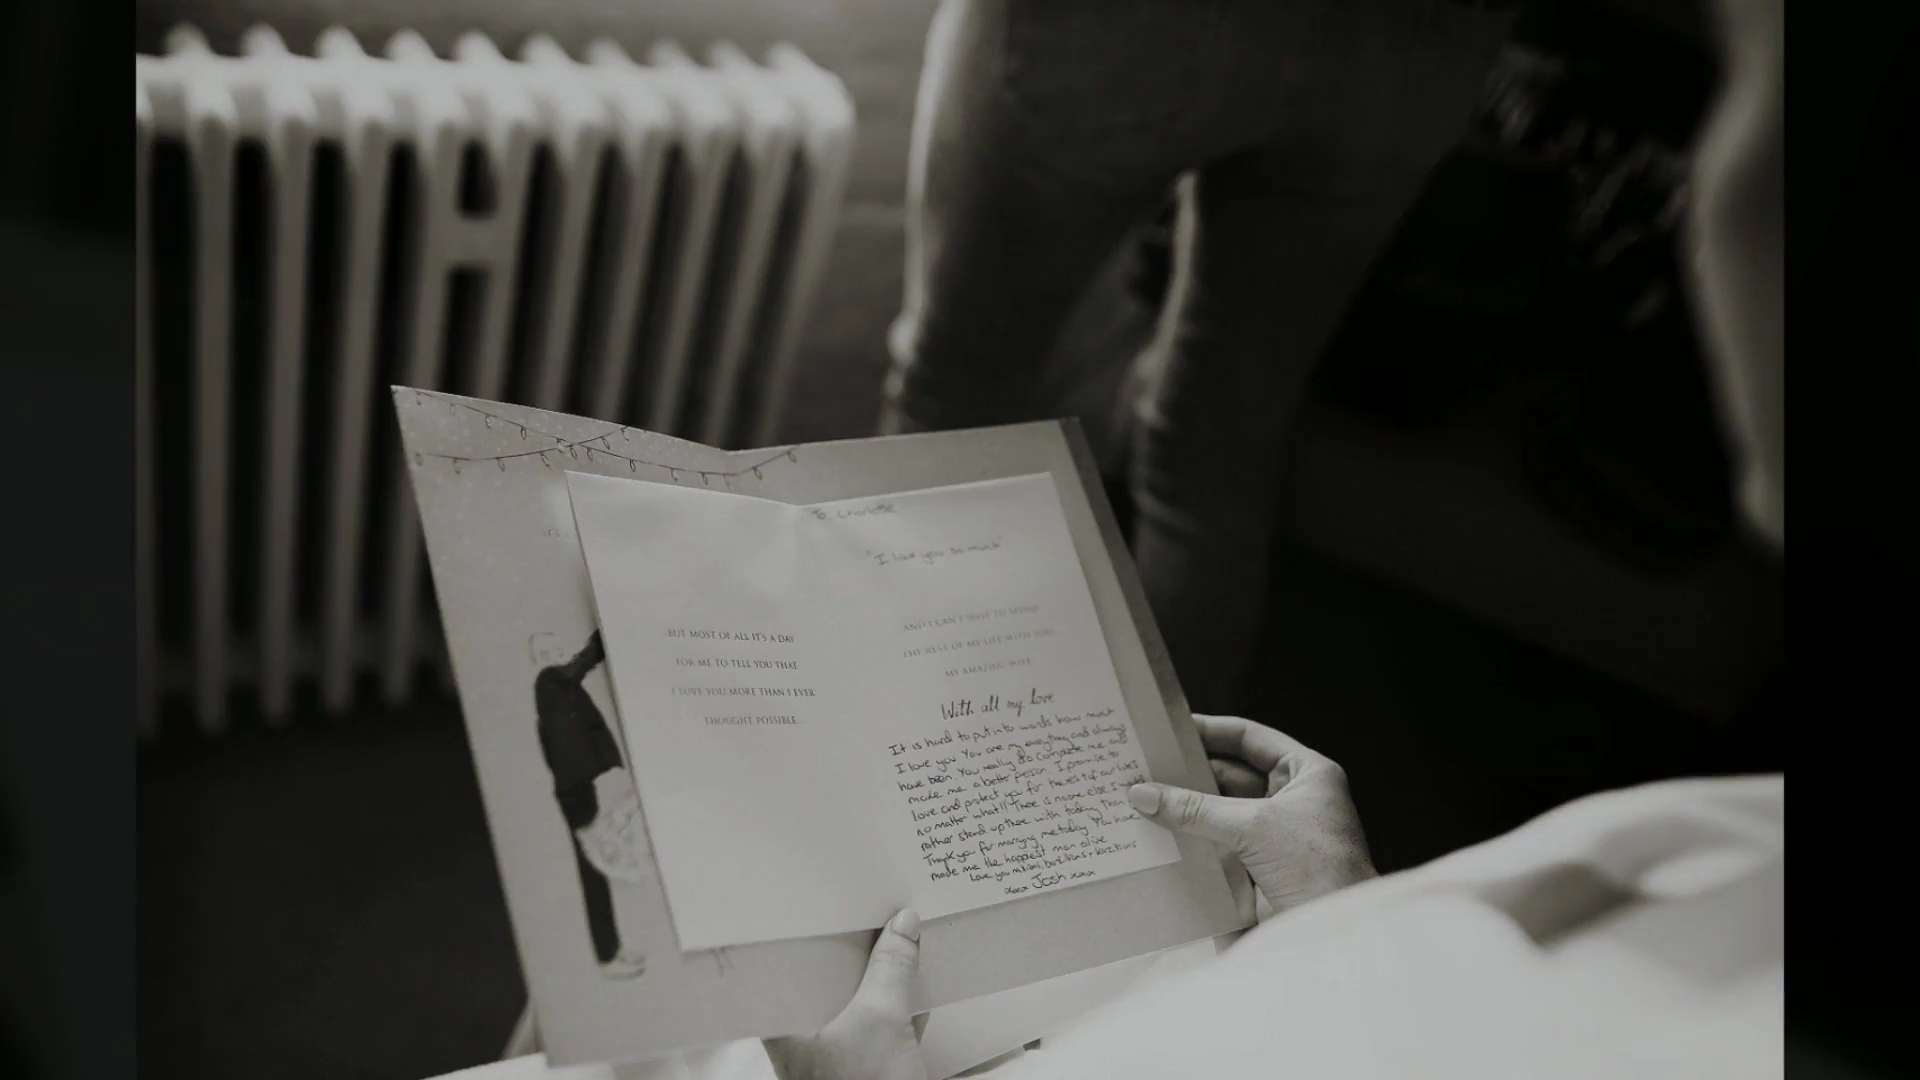 ...BUT MOST OF ALL IT'S A DAY
FOR ME TO TELL YOU THAT
I LOVE YOU MORE THAN I EVER
THOUGHT POSSIBLE...
To Charlotte
"I love you so much"
AND I CAN'T WAIT TO SPEND
THE REST OF MY LIFE WITH YOU,
MY AMAZING WIFE
With all my love
It is hard to put into words how much
I love you. You are my everything and always
have been. You really do complete me and
made me a better person. I promise to
love and protect you for the rest of our lives
no matter what!! There is no one else I would
rather stand up there with today than
Thank you for marrying me today. You have
made me the happiest man alive
Love you millions,
xxx Josh xxx